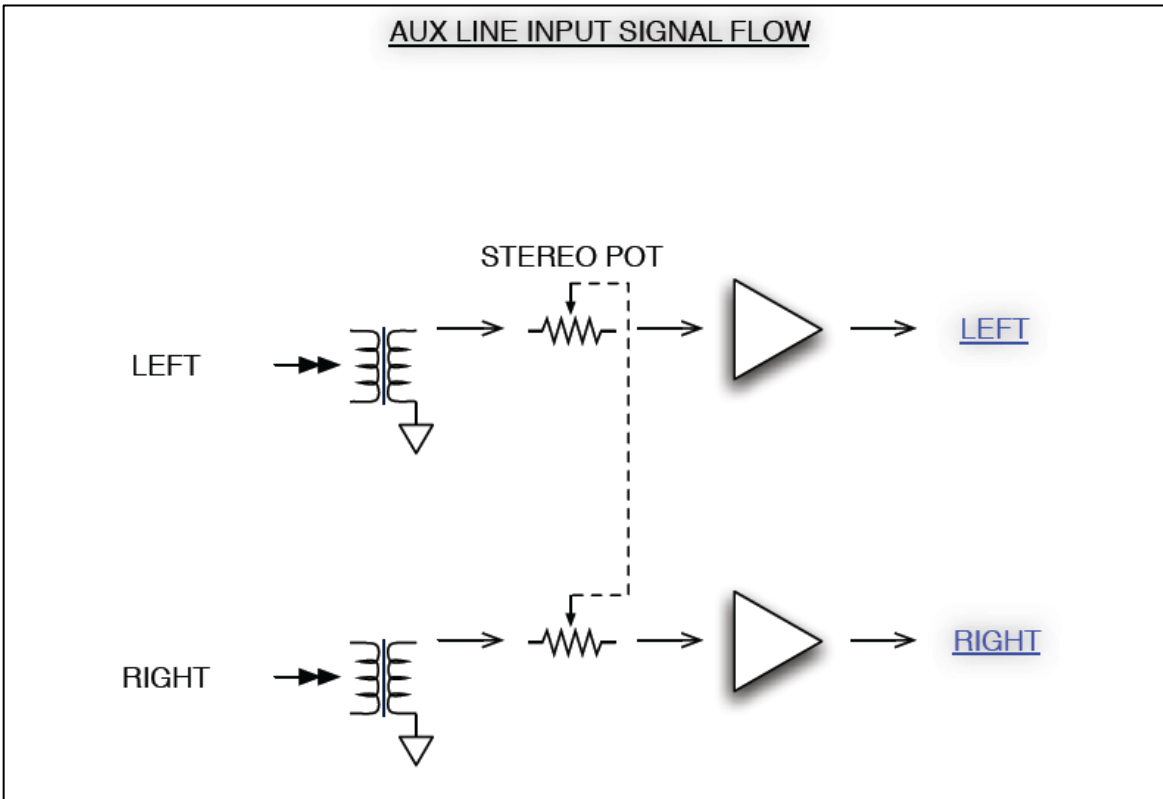 AUX LINE INPUT SIGNAL FLOW
STEREO POT
LEFT
LEFT
RIGHT
RIGHT